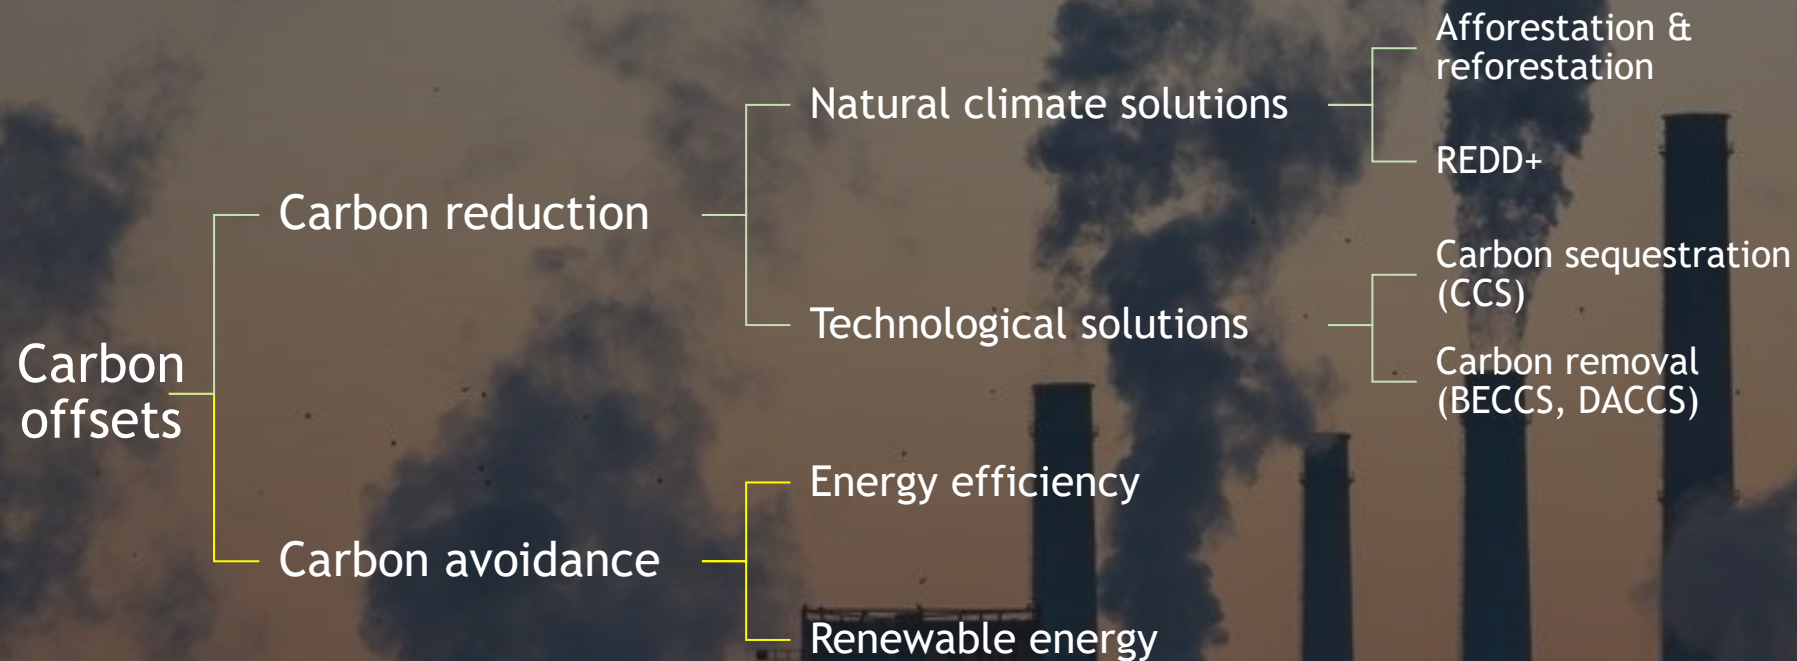 Carbon
offsets
Carbon reduction
Natural climate solutions
Afforestation &
reforestation
REDD+
Technological solutions
Carbon sequestration
(CCS)
Carbon removal
(BECCS, DACCS)
Carbon avoidance
Energy efficiency
Renewable energy